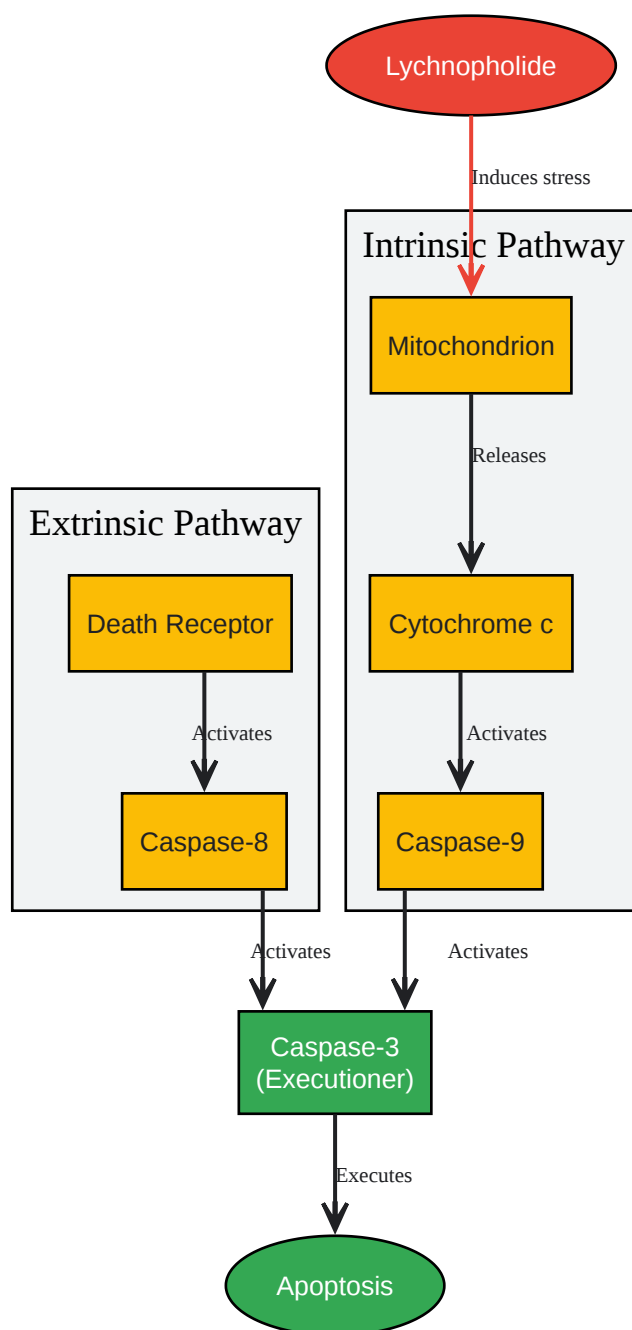 Lychnopholide
Induces stress
Intrinsic Pathway
Mitochondrion
Releases
Extrinsic Pathway
Death Receptor
Cytochrome c
Activates
Activates
Caspase-8
Caspase-9
Activates
Activates
Caspase-3
(Executioner)
Executes
Apoptosis